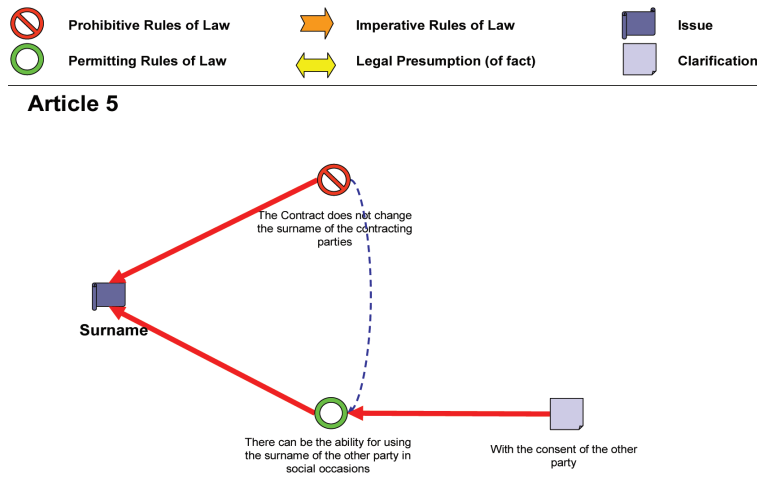 Prohibitive Rules of Law
Imperative Rules of Law
Issue
Permitting Rules of Law
Legal Presumption (of fact)
Clarification
Article 5
The Contract does not change
the surname of the contracting
parties
Surname
There can be the ability for using
the surname of the other party in
social occasions
With the consent of the other
party